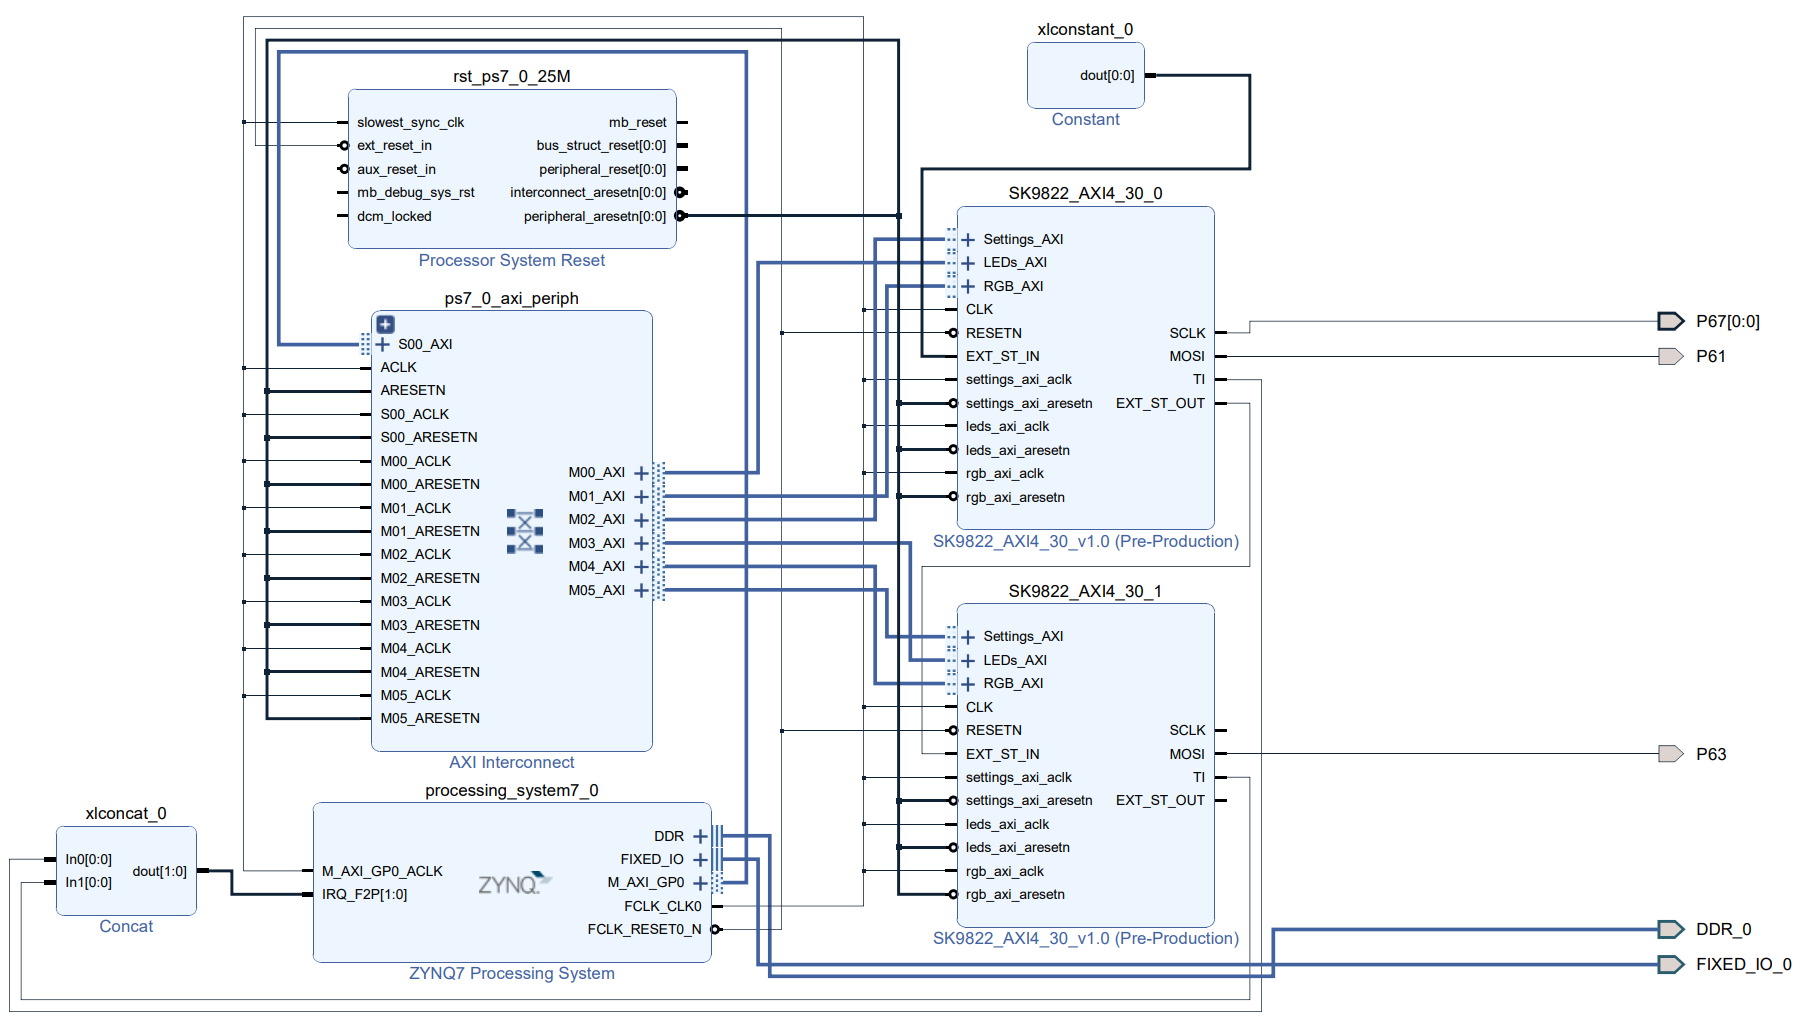 xlconstant_0
dout[0:0]
Constant
rst_ps7_0_25M
slowest_sync_clk
ext_reset_in
aux_reset_in
mb_debug_sys_rst
dcm_locked
mb_reset
bus_struct_reset[0:0]
peripheral_reset[0:0]
interconnect_aresetn[0:0]
peripheral_aresetn[0:0]
Processor System Reset
SK9822_AXI4_30_0
Settings_AXI
LEDs_AXI
RGB_AXI
CLK
RESETN
EXT_ST_IN
settings_axi_aclk
settings_axi_aresetn
leds_axi_aclk
leds_axi_aresetn
rgb_axi_aclk
rgb_axi_aresetn
SCLK
MOSI
TI
EXT_ST_OUT
SK9822_AXI4_30_v1.0 (Pre-Production)
P67[0:0]
P61
ps7_0_axi_periph
S00_AXI
ACLK
ARESETN
S00_ACLK
S00_ARESETN
M00_ACLK
M00_ARESETN
M01_ACLK
M01_ARESETN
M02_ACLK
M02_ARESETN
M03_ACLK
M03_ARESETN
M04_ACLK
M04_ARESETN
M05_ACLK
M05_ARESETN
M00_AXI
M01_AXI
M02_AXI
M03_AXI
M04_AXI
M05_AXI
AXI Interconnect
SK9822_AXI4_30_1
Settings_AXI
LEDs_AXI
RGB_AXI
CLK
RESETN
EXT_ST_IN
settings_axi_aclk
settings_axi_aresetn
leds_axi_aclk
leds_axi_aresetn
rgb_axi_aclk
rgb_axi_aresetn
SCLK
MOSI
TI
EXT_ST_OUT
SK9822_AXI4_30_v1.0 (Pre-Production)
P63
xlconcat_0
In0[0:0]
In1[0:0]
dout[1:0]
Concat
processing_system7_0
M_AXI_GP0_ACLK
IRQ_F2P[1:0]
ZYNQ
DDR
FIXED_IO
M_AXI_GP0
FCLK_CLK0
FCLK_RESET0_N
ZYNQ7 Processing System
DDR_0
FIXED_IO_0